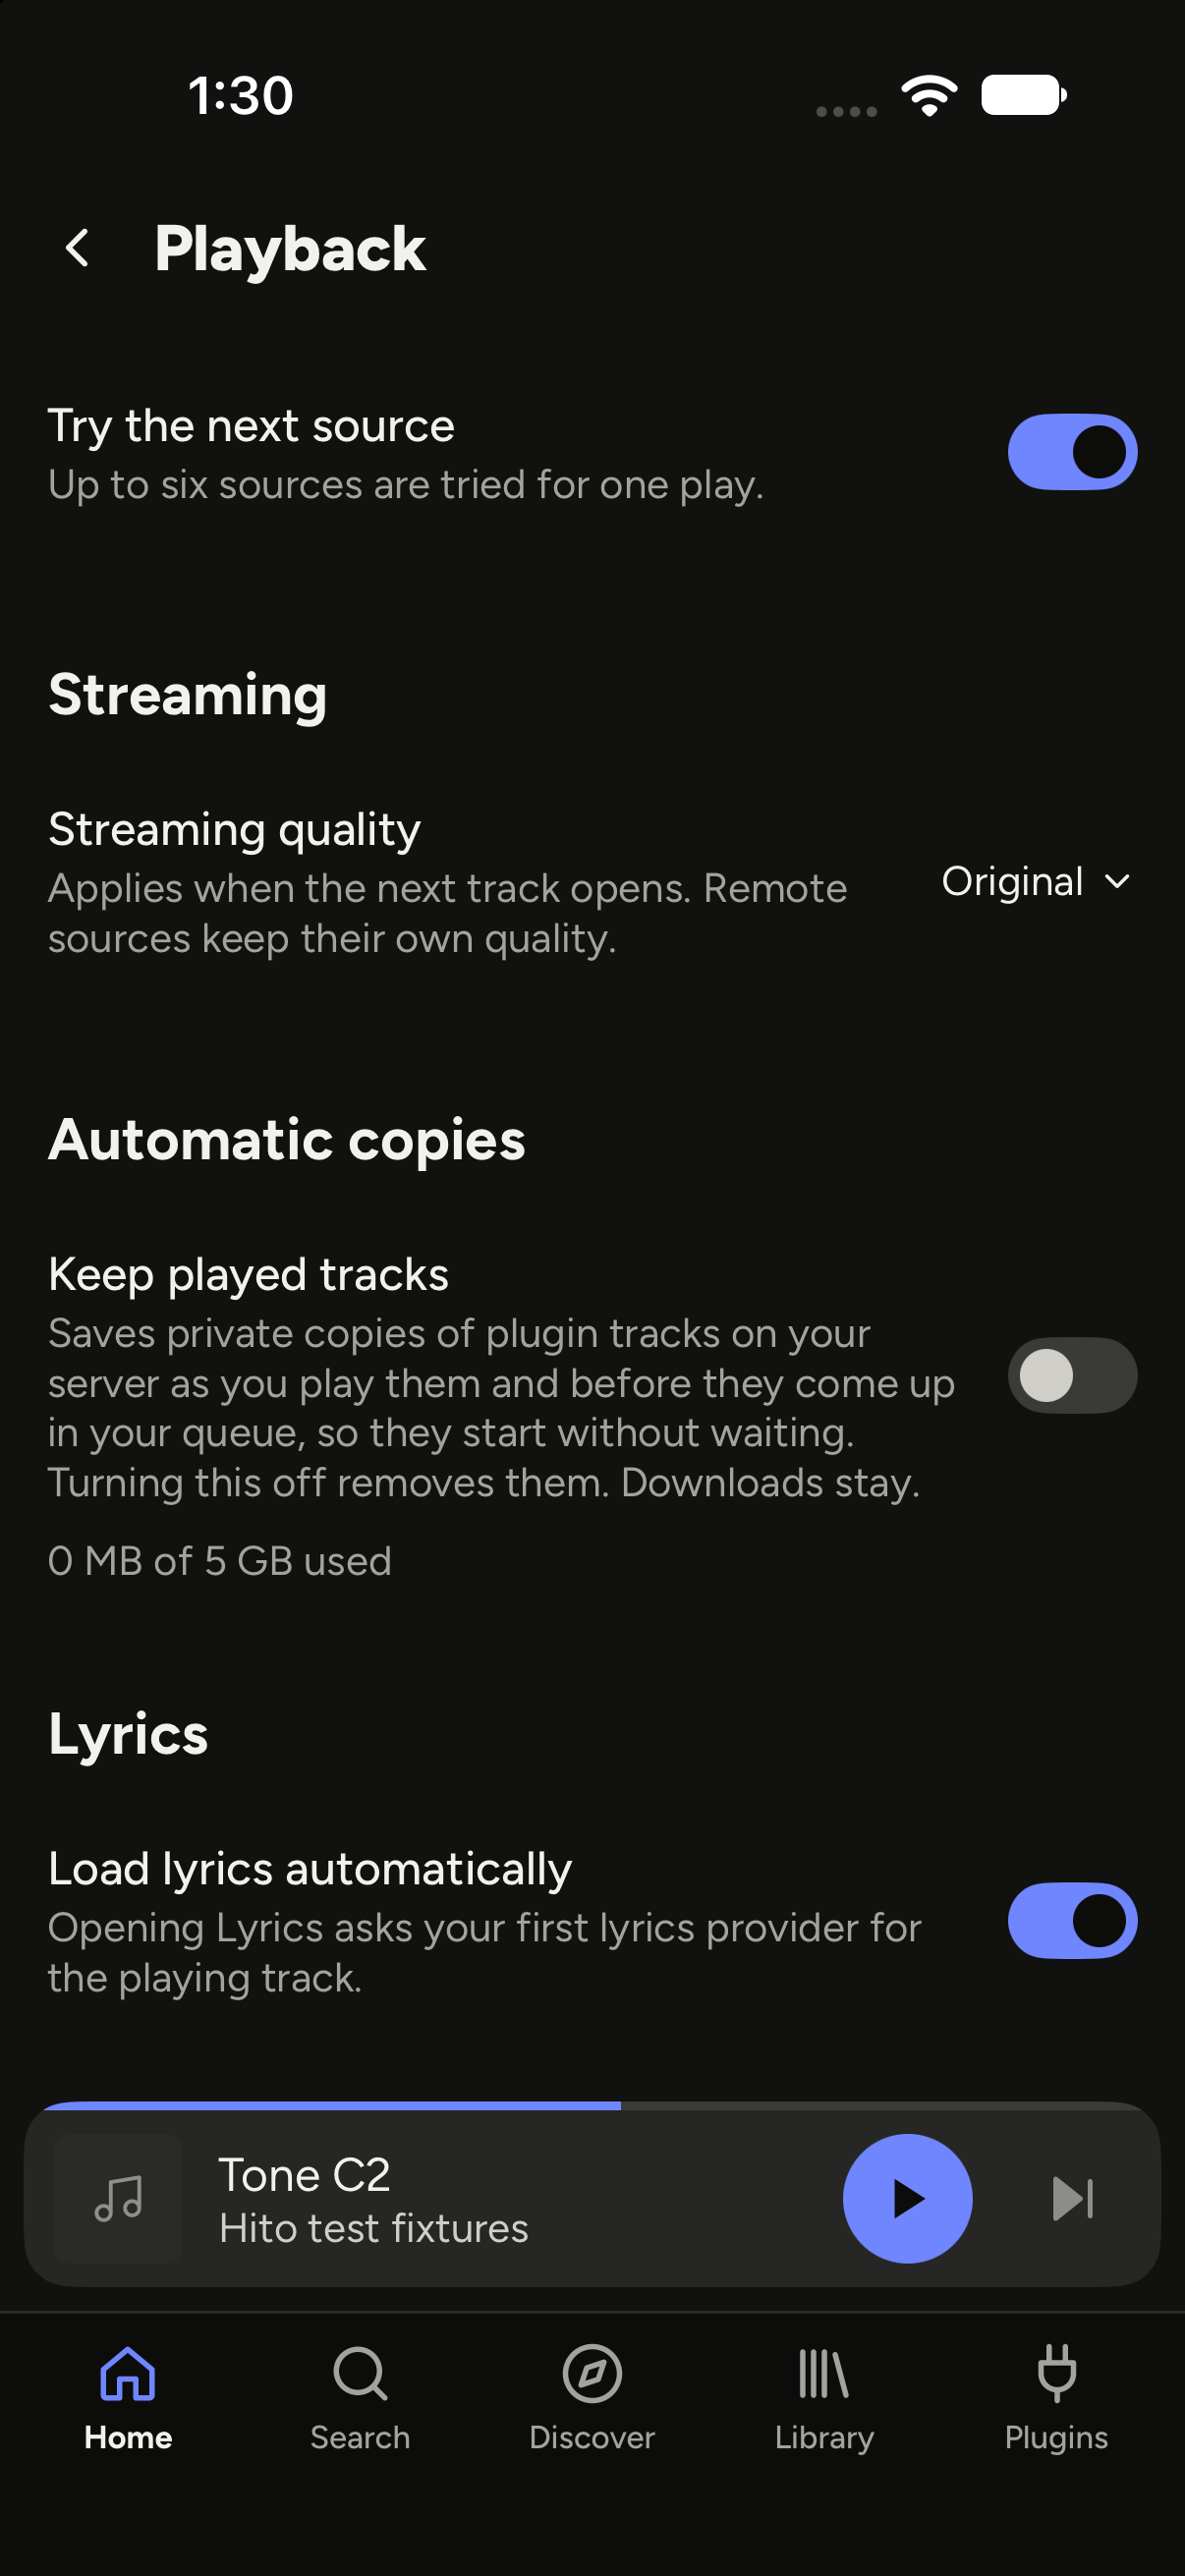 1:30
Playback
Try the next source
Up to six sources are tried for one play.
Streaming
Streaming quality
Applies when the next track opens. Remote
sources keep their own quality.
Original
Automatic copies
Keep played tracks
Saves private copies of plugin tracks on your
server as you play them and before they come up
in your queue, so they start without waiting.
Turning this off removes them. Downloads stay.
0 MB of 5 GB used
Lyrics
Load lyrics automatically
Opening Lyrics asks your first lyrics provider for
the playing track.
Tone C2
Hito test fixtures
Home
Search
Discover
Library
Plugins